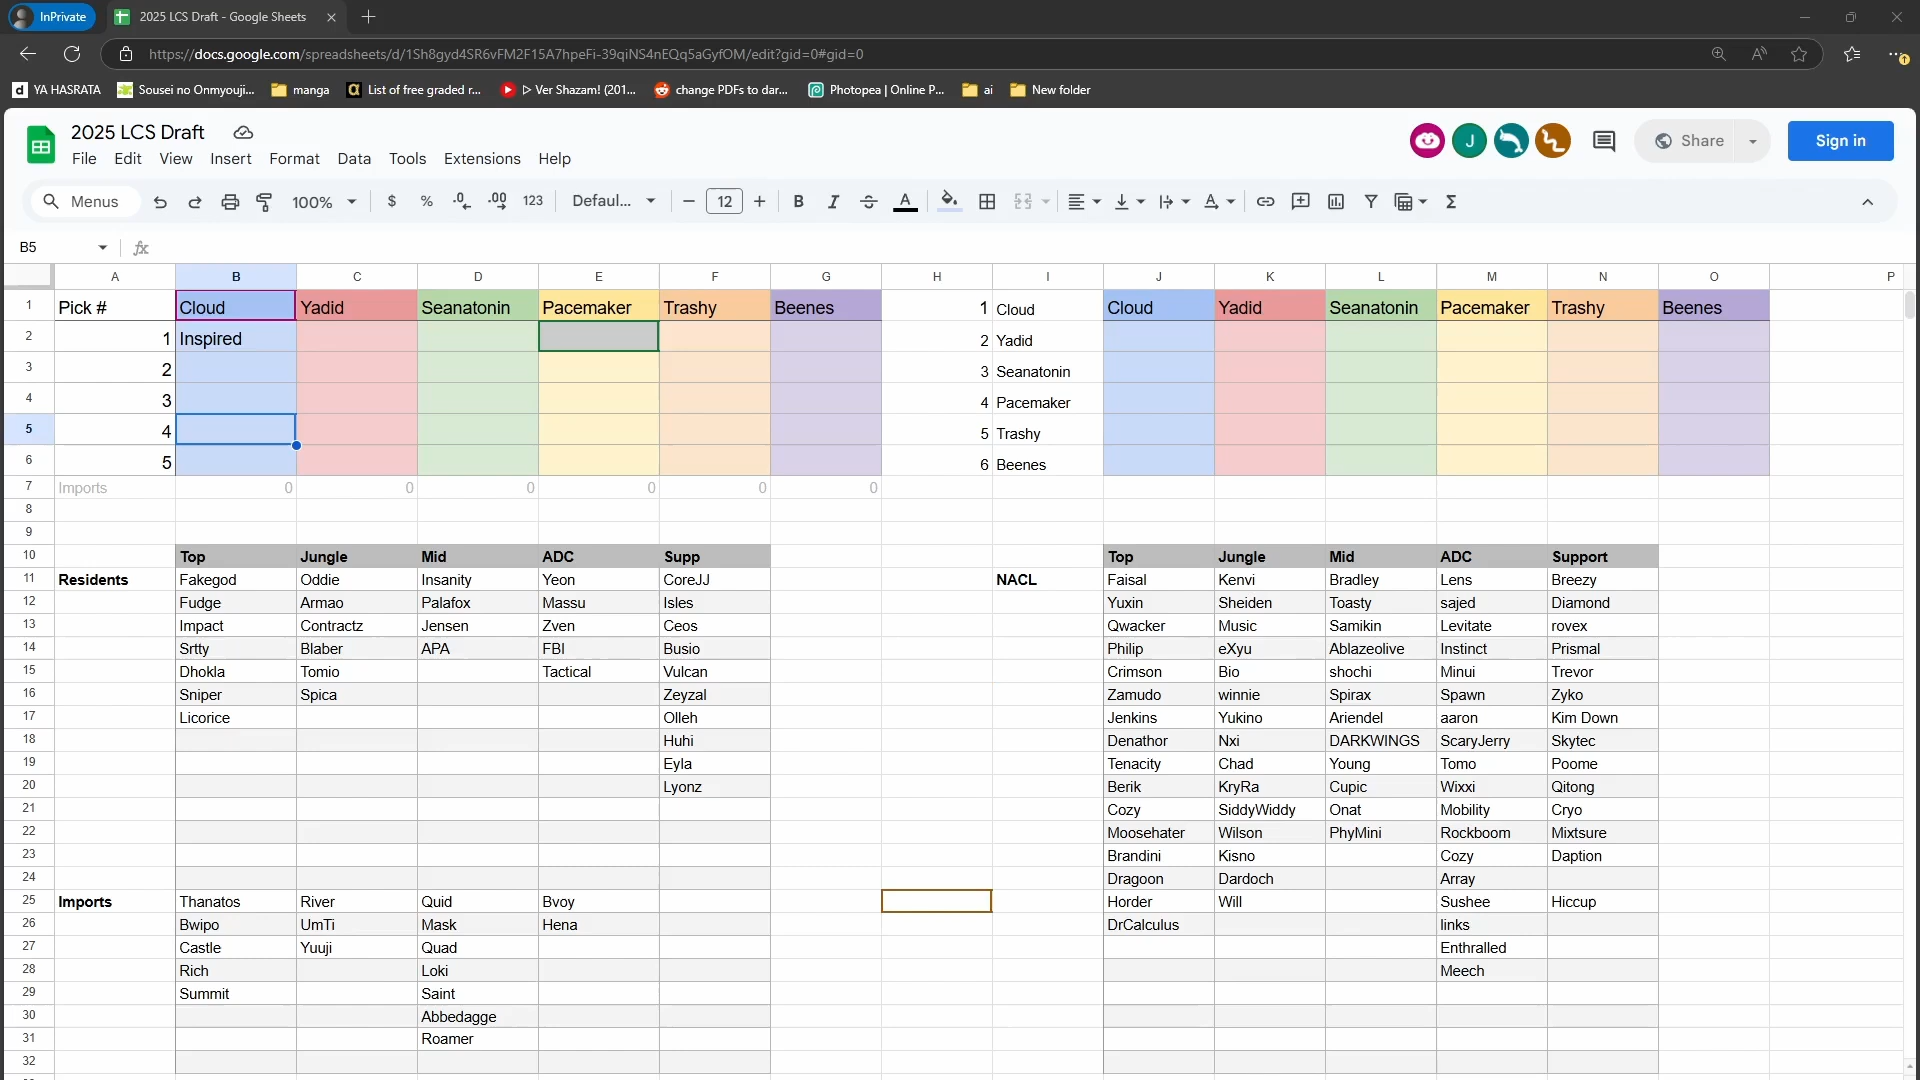 InPrivate
2025 LCS Draft - Google Sheets
https://docs.google.com/spreadsheets/d/1Sh8gyd4SR6vFM2F15A7hpeFi-39qiNS4nEQq5aGyfOM/edit?gid=0#gid=0
YA HASRATA Sousei no Onmyouji... manga List of free graded r... ▷ Ver Shazam! (201... change PDFs to dar... Photopea | Online P... ai New folder
2025 LCS Draft
J Share Sign in
File Edit View Insert Format Data Tools Extensions Help
Menus 100% $ % .0 .00 123 Defaul... 12 B I A
B5 fx
A B C D E F G H I J K L M N O P
1 Pick # Cloud Yadid Seanatonin Pacemaker Trashy Beenes 1 Cloud Cloud Yadid Seanatonin Pacemaker Trashy Beenes
2 1 Inspired 2 Yadid
3 2 3 Seanatonin
4 3 4 Pacemaker
5 4 5 Trashy
6 5 6 Beenes
7 Imports 0 0 0 0 0 0
8
9
10 Top Jungle Mid ADC Supp Top Jungle Mid ADC Support
11 Residents Fakegod Oddie Insanity Yeon CoreJJ NACL Faisal Kenvi Bradley Lens Breezy
12 Fudge Armao Palafox Massu Isles Yuxin Sheiden Toasty sajed Diamond
13 Impact Contractz Jensen Zven Ceos Qwacker Music Samikin Levitate rovex
14 Srtty Blaber APA FBI Busio Philip eXyu Ablazeolive Instinct Prismal
15 Dhokla Tomio Tactical Vulcan Crimson Bio shochi Minui Trevor
16 Sniper Spica Zeyzal Zamudo winnie Spirax Spawn Zyko
17 Licorice Olleh Jenkins Yukino Ariendel aaron Kim Down
18 Huhi Denathor Nxi DARKWINGS ScaryJerry Skytec
19 Eyla Tenacity Chad Young Tomo Poome
20 Lyonz Berik KryRa Cupic Wixxi Qitong
21 Cozy SiddyWiddy Onat Mobility Cryo
22 Moosehater Wilson PhyMini Rockboom Mixtsure
23 Brandini Kisno Cozy Daption
24 Dragoon Dardoch Array
25 Imports Thanatos River Quid Bvoy Horder Will Sushee Hiccup
26 Bwipo UmTi Mask Hena DrCalculus links
27 Castle Yuuji Quad Enthralled
28 Rich Loki Meech
29 Summit Saint
30 Abbedagge
31 Roamer
32